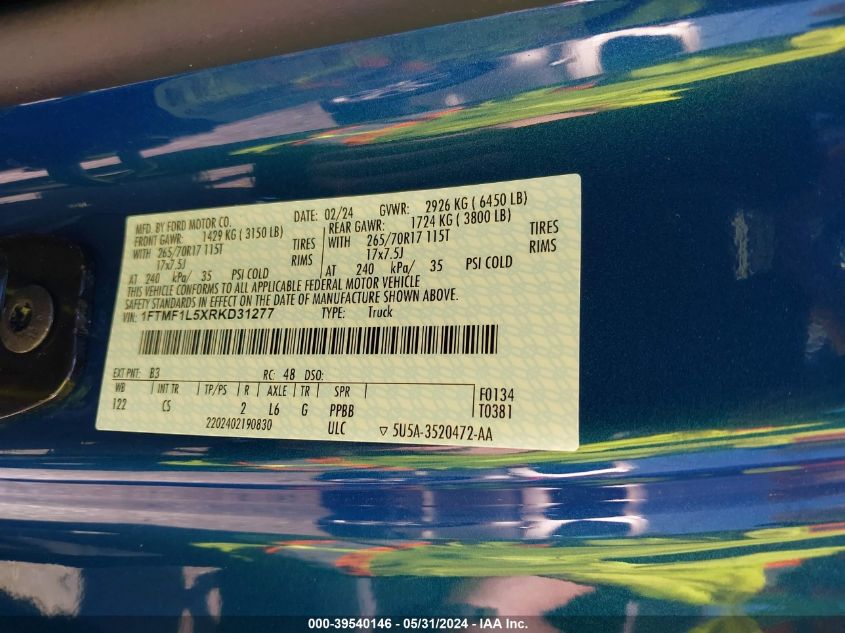 MFD. BY FORD MOTOR CO. DATE: 02/24 GVWR: 2926 KG ( 6450 LB)
FRONT GAWR: 1429 KG ( 3150 LB) REAR GAWR: 1724 KG ( 3800 LB)
WITH 265/70R17 115T TIRES WITH 265/70R17 115T TIRES
17x7.5J RIMS 17x7.5J RIMS
AT 240 kPa/ 35 PSI COLD AT 240 kPa/ 35 PSI COLD
THIS VEHICLE CONFORMS TO ALL APPLICABLE FEDERAL MOTOR VEHICLE
SAFETY STANDARDS IN EFFECT ON THE DATE OF MANUFACTURE SHOWN ABOVE.
VIN: 1FTMF1L5XRKD31277 TYPE: Truck
EXT PNT: B3 RC: 48 DSO:
WB INT TR TP/PS R AXLE TR SPR F0134
122 CS 2 L6 G PPBB T0381
2202402190830 ULC ▽ 5U5A-3520472-AA
000-39540146 - 05/31/2024 - IAA Inc.